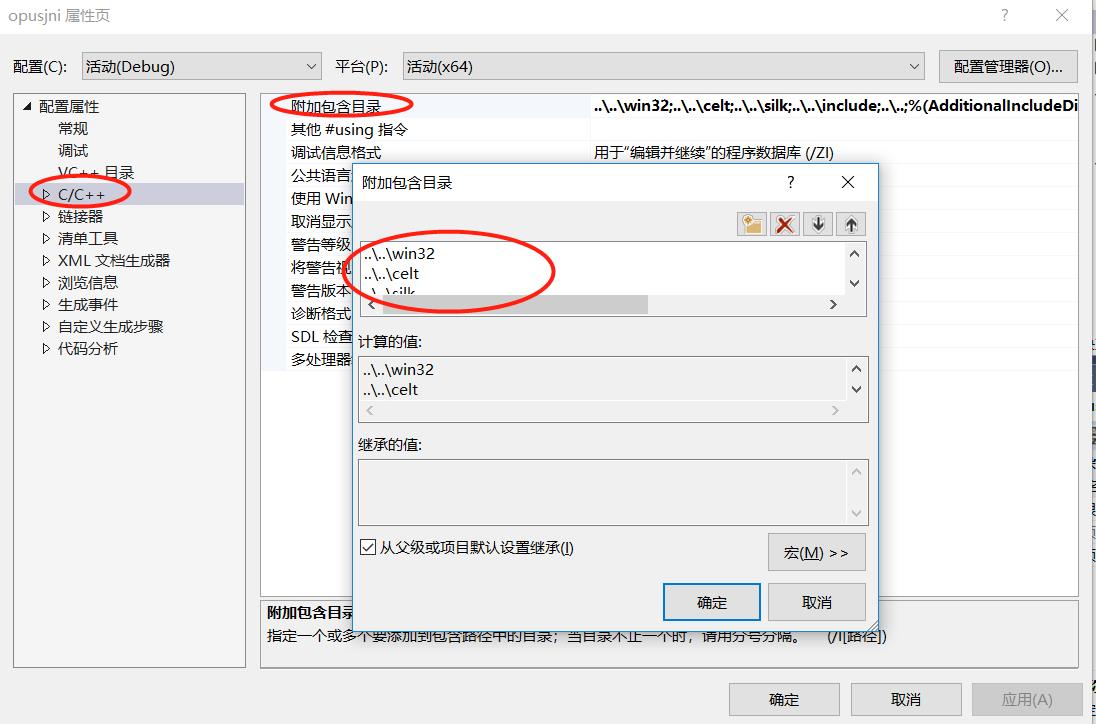 opusjni 属性页
配置(C): 活动(Debug) 平台(P): 活动(x64) 配置管理器(O)...
配置属性
常规
调试
VC++ 目录
C/C++
链接器
清单工具
XML 文档生成器
浏览信息
生成事件
自定义生成步骤
代码分析
附加包含目录 ..\..\win32;..\..\celt;..\..\silk;..\..\include;..\..;%(AdditionalIncludeDi
其他 #using 指令
调试信息格式 用于“编辑并继续”的程序数据库 (/ZI)
公共语言
使用 Win
取消显示
警告等级
将警告视
警告版本
诊断格式
SDL 检查
多处理器
附加包含目录
?
..\..\win32
..\..\celt
..\..\silk
计算的值:
..\..\win32
..\..\celt
继承的值:
从父级或项目默认设置继承(I)
宏(M) >>
确定 取消
附加包含目录
指定一个或多个要添加到包含路径中的目录；当目录不止一个时，请用分号分隔。 (/I[路径])
确定 取消 应用(A)